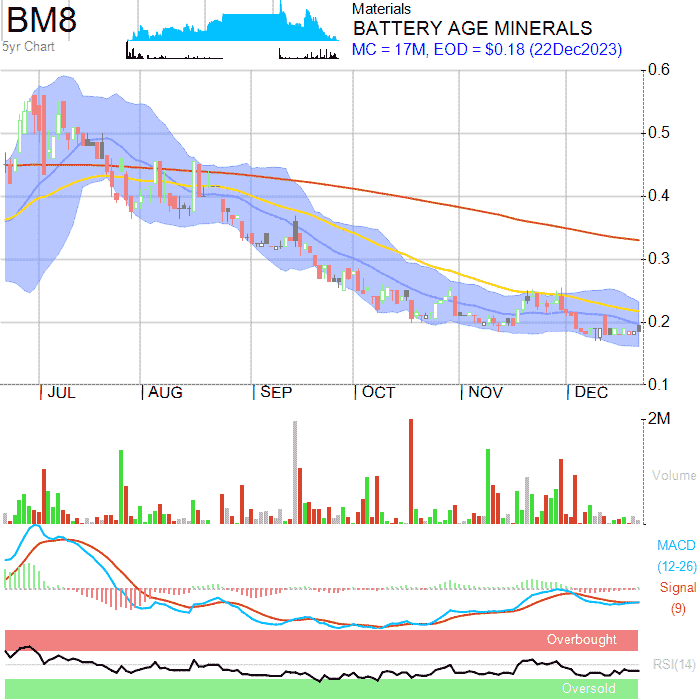 BM8
5yr Chart
Materials
BATTERY AGE MINERALS
MC = 17M, EOD = $0.18 (22Dec2023)
0.6
0.5
0.4
0.3
0.2
0.1
JUL AUG SEP OCT NOV DEC
2M
Volume
MACD
(12-26)
Signal
(9)
Overbought
RSI(14)
Oversold